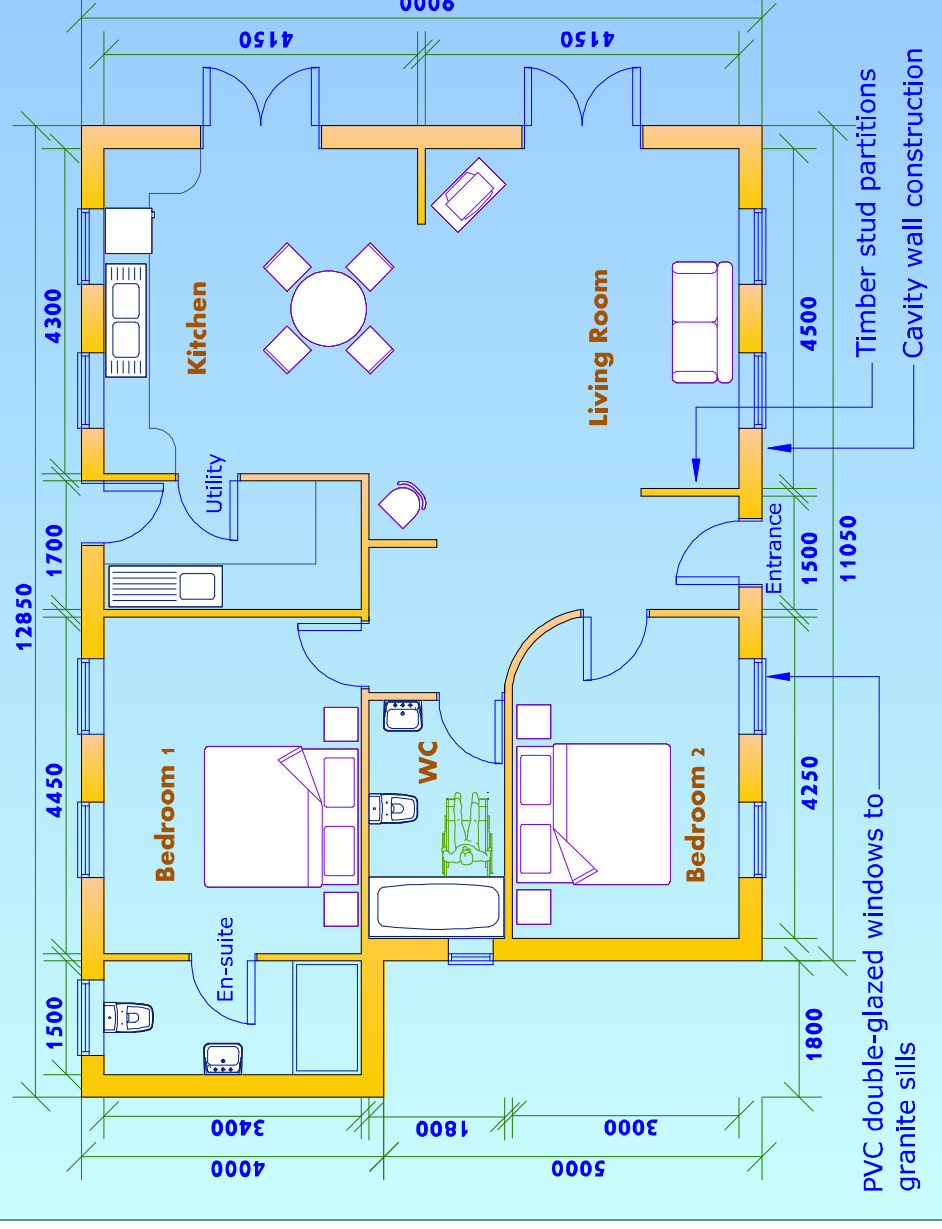 9000
4150
4150
Timber stud partitions
Cavity wall construction
4300
Kitchen
Living Room
4500
Utility
1700
12850
Entrance
1500
11050
Bedroom 1
WC
Bedroom 2
4450
4250
En-suite
1500
1800
PVC double-glazed windows to
granite sills
3400
1800
3000
4000
5000